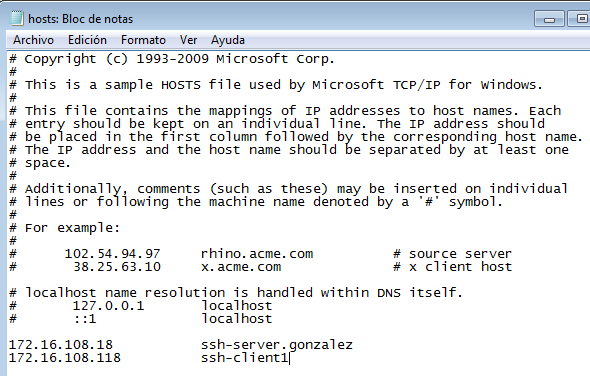 hosts: Bloc de notas
Archivo Edición Formato Ver Ayuda
# Copyright (c) 1993-2009 Microsoft Corp.
#
# This is a sample HOSTS file used by Microsoft TCP/IP for Windows.
#
# This file contains the mappings of IP addresses to host names. Each
# entry should be kept on an individual line. The IP address should
# be placed in the first column followed by the corresponding host name.
# The IP address and the host name should be separated by at least one
# space.
#
# Additionally, comments (such as these) may be inserted on individual
# lines or following the machine name denoted by a '#' symbol.
#
# For example:
#
#      102.54.94.97     rhino.acme.com          # source server
#       38.25.63.10     x.acme.com              # x client host

# localhost name resolution is handled within DNS itself.
#       127.0.0.1       localhost
#       ::1             localhost

172.16.108.18           ssh-server.gonzalez
172.16.108.118          ssh-client1